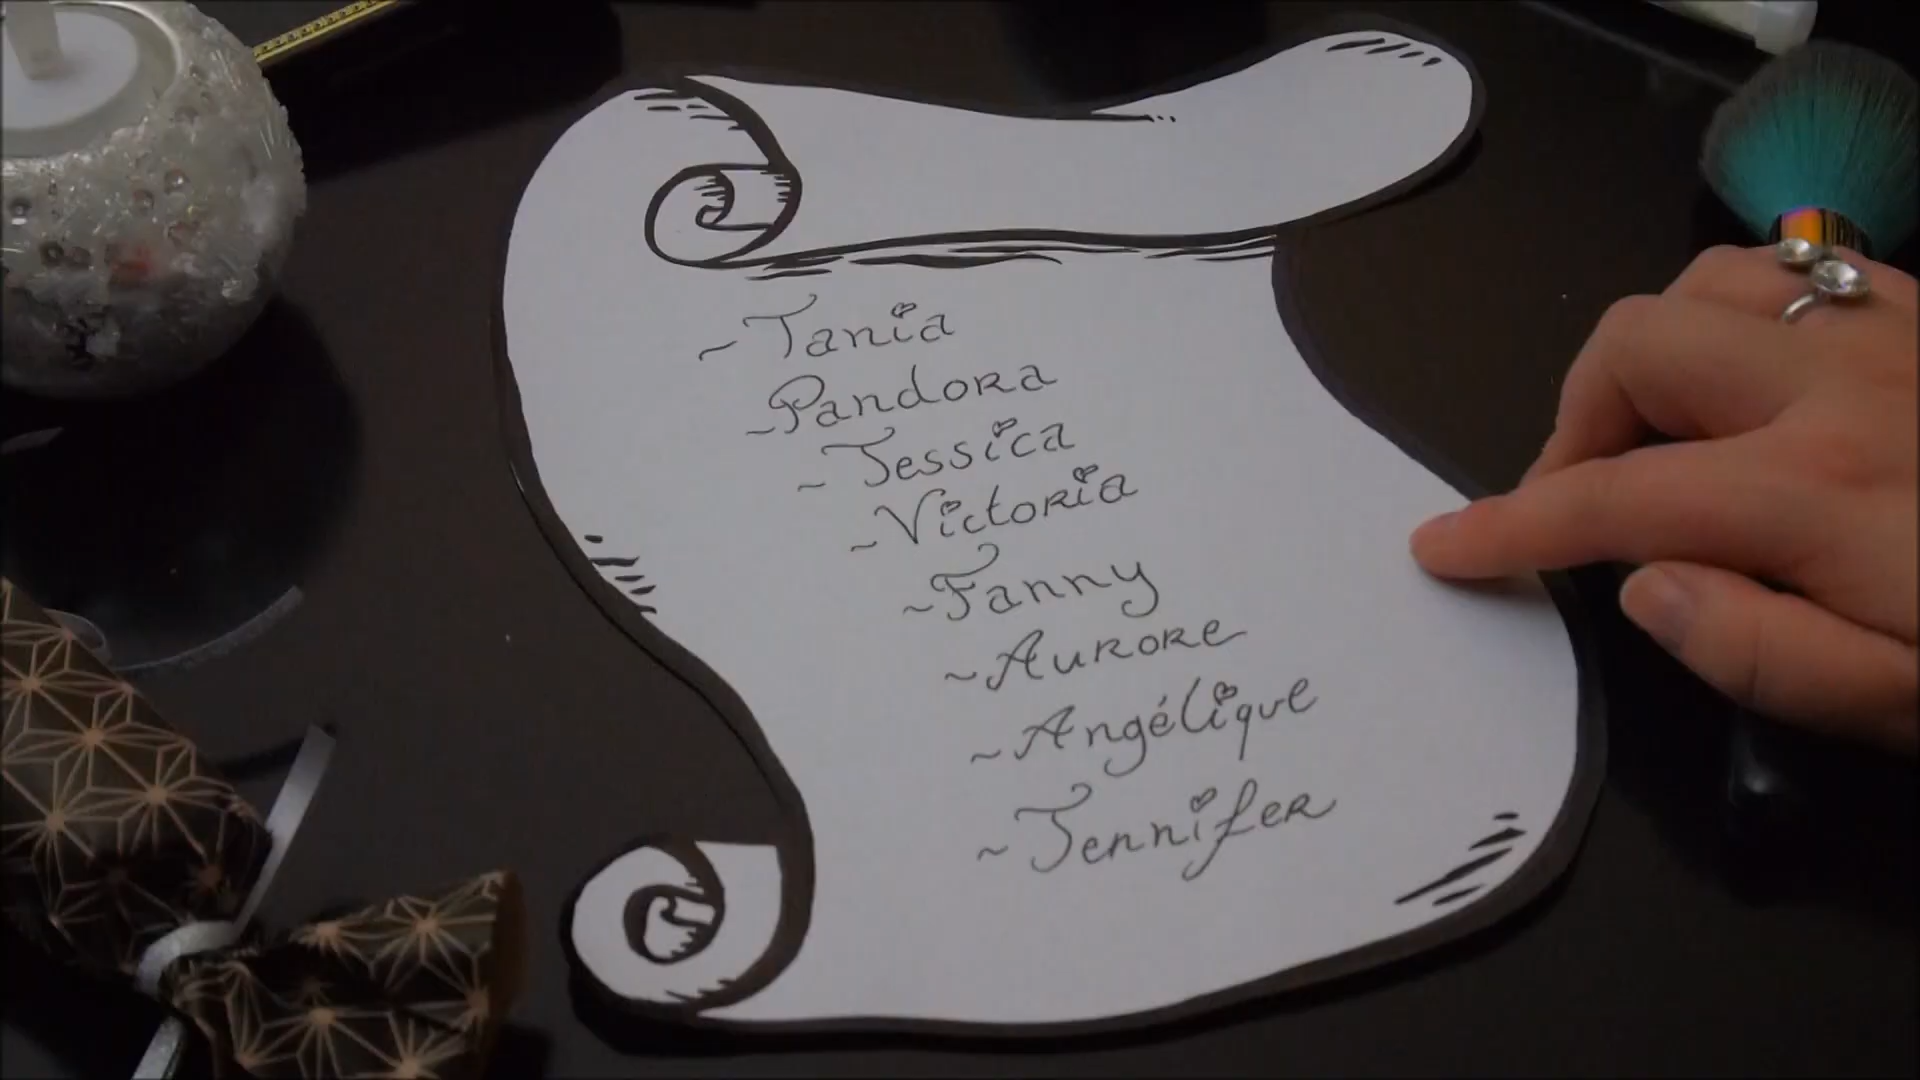 ~Tania
~Pandora
~Jessica
~Victoria
~Fanny
~Aurore
~Angélique
~Jennifer